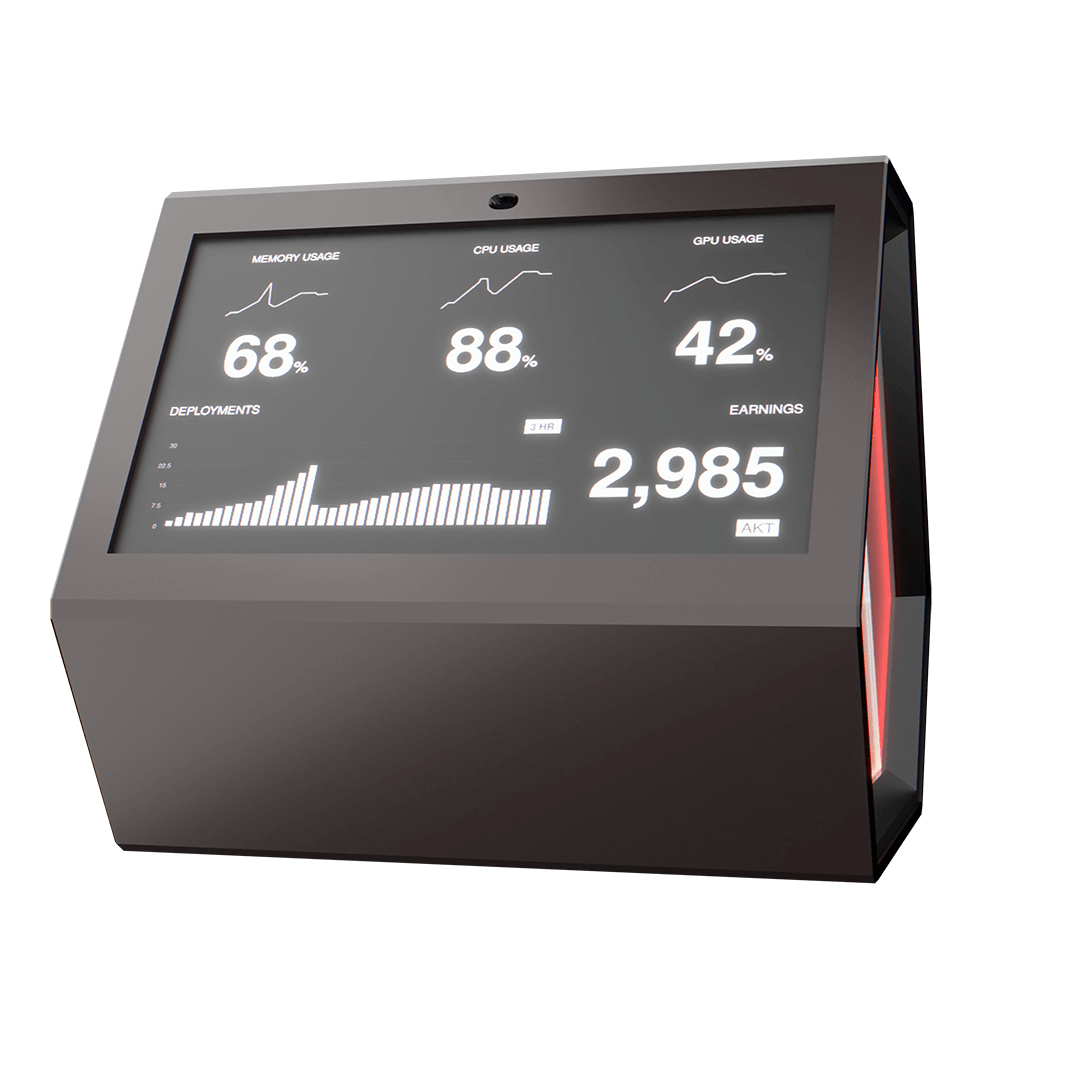 MEMORY USAGE
CPU USAGE
GPU USAGE
68%
88%
42%
DEPLOYMENTS
3 HR
EARNINGS
30
22.5
15
7.5
0
2,985
AKT